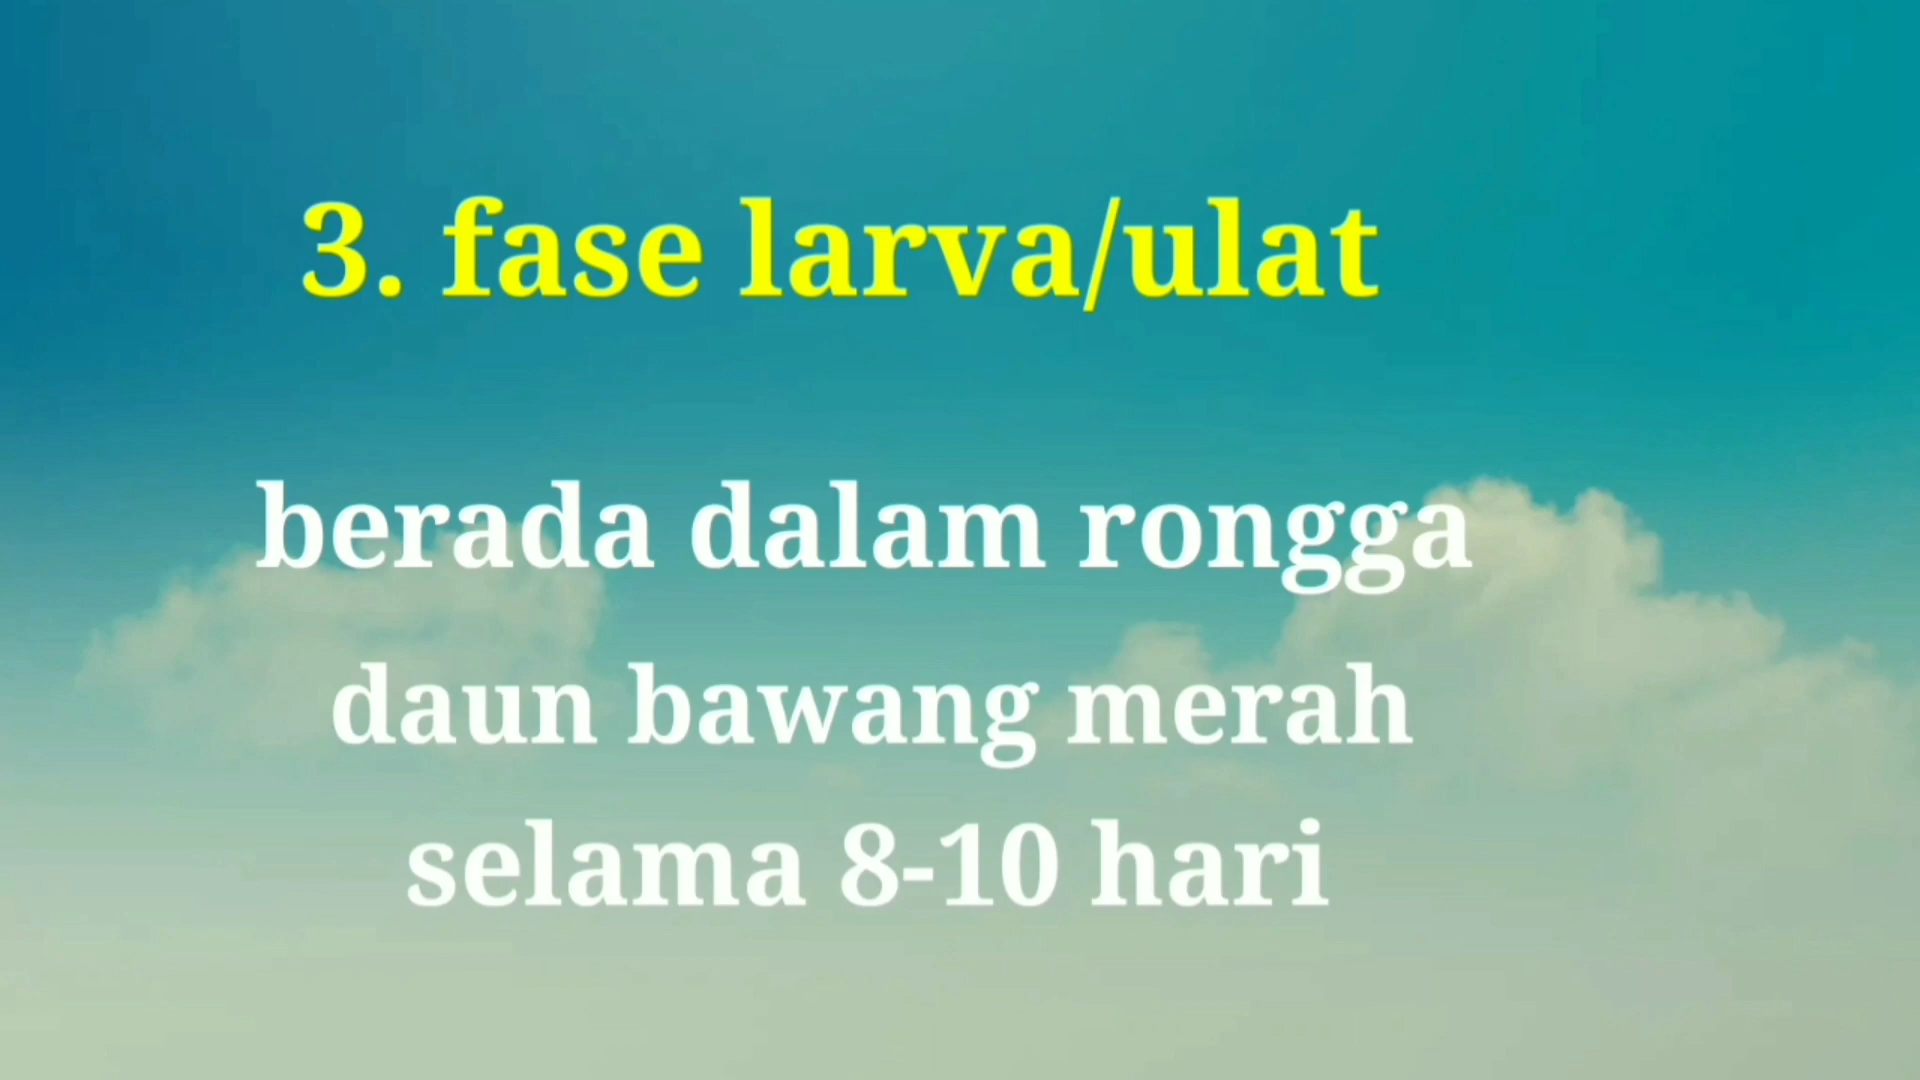 3. fase larva/ulat
berada dalam rongga
daun bawang merah
selama 8-10 hari